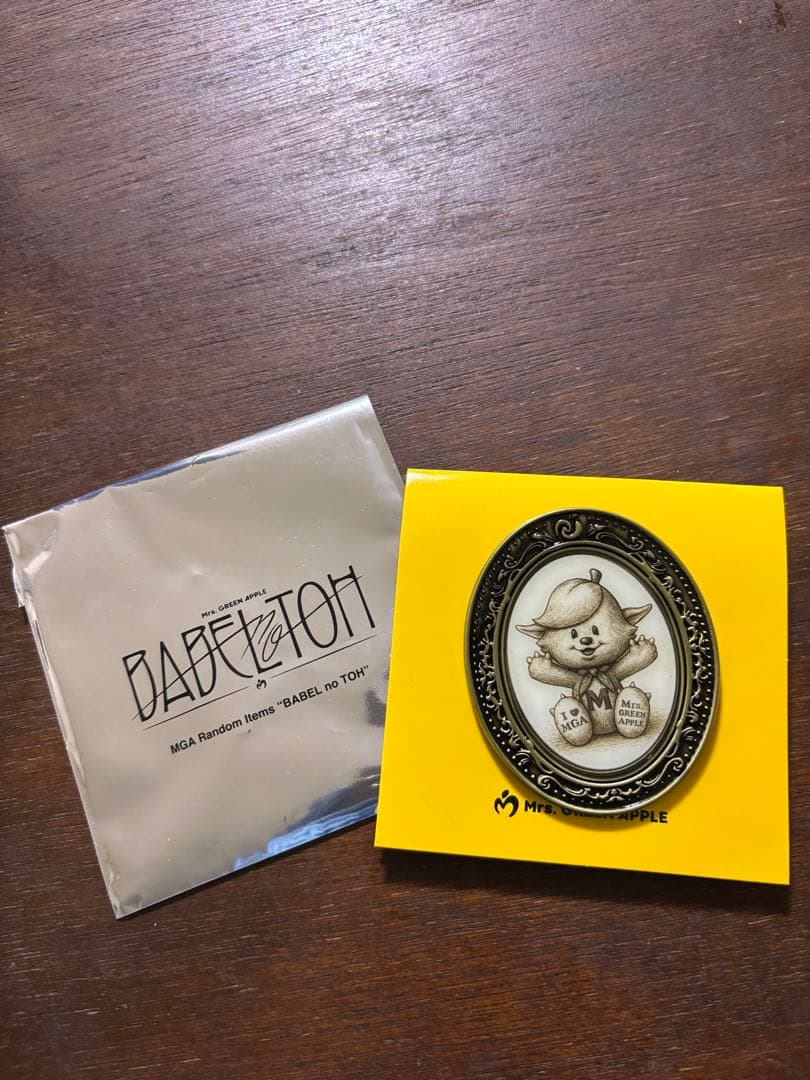 Mrs. GREEN APPLE
BABEL no TOH
MGA Random Items "BABEL no TOH"
M
I ♥
MGA
Mrs.
GREEN
APPLE
Mrs. GREEN APPLE